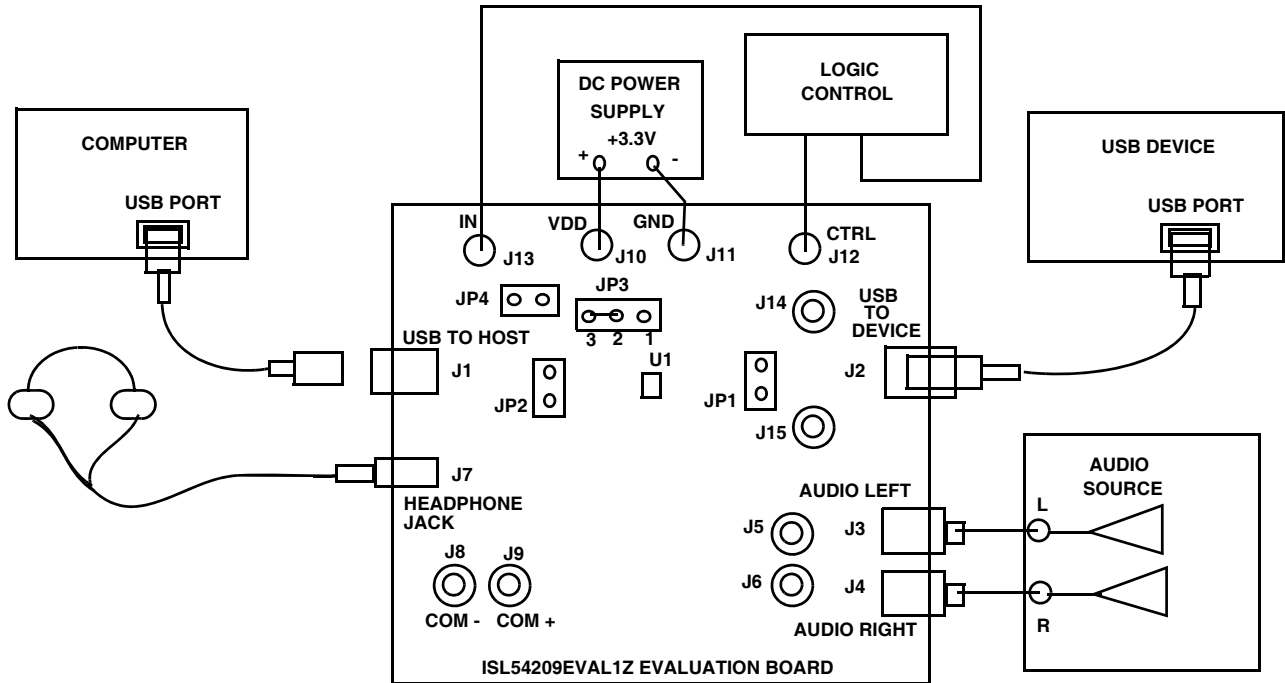 DC POWER
SUPPLY
+3.3V
+ -
LOGIC
CONTROL
COMPUTER
USB PORT
USB DEVICE
USB PORT
IN
VDD
GND
CTRL
J13
J10
J11
J12
JP4
JP3
3 2 1
J14
USB
TO
DEVICE
USB TO HOST
J1
JP2
U1
JP1
J2
J15
J7
HEADPHONE
JACK
J8
J9
COM -
COM +
AUDIO LEFT
J5
J3
J6
J4
AUDIO RIGHT
AUDIO
SOURCE
L
R
ISL54209EVAL1Z EVALUATION BOARD